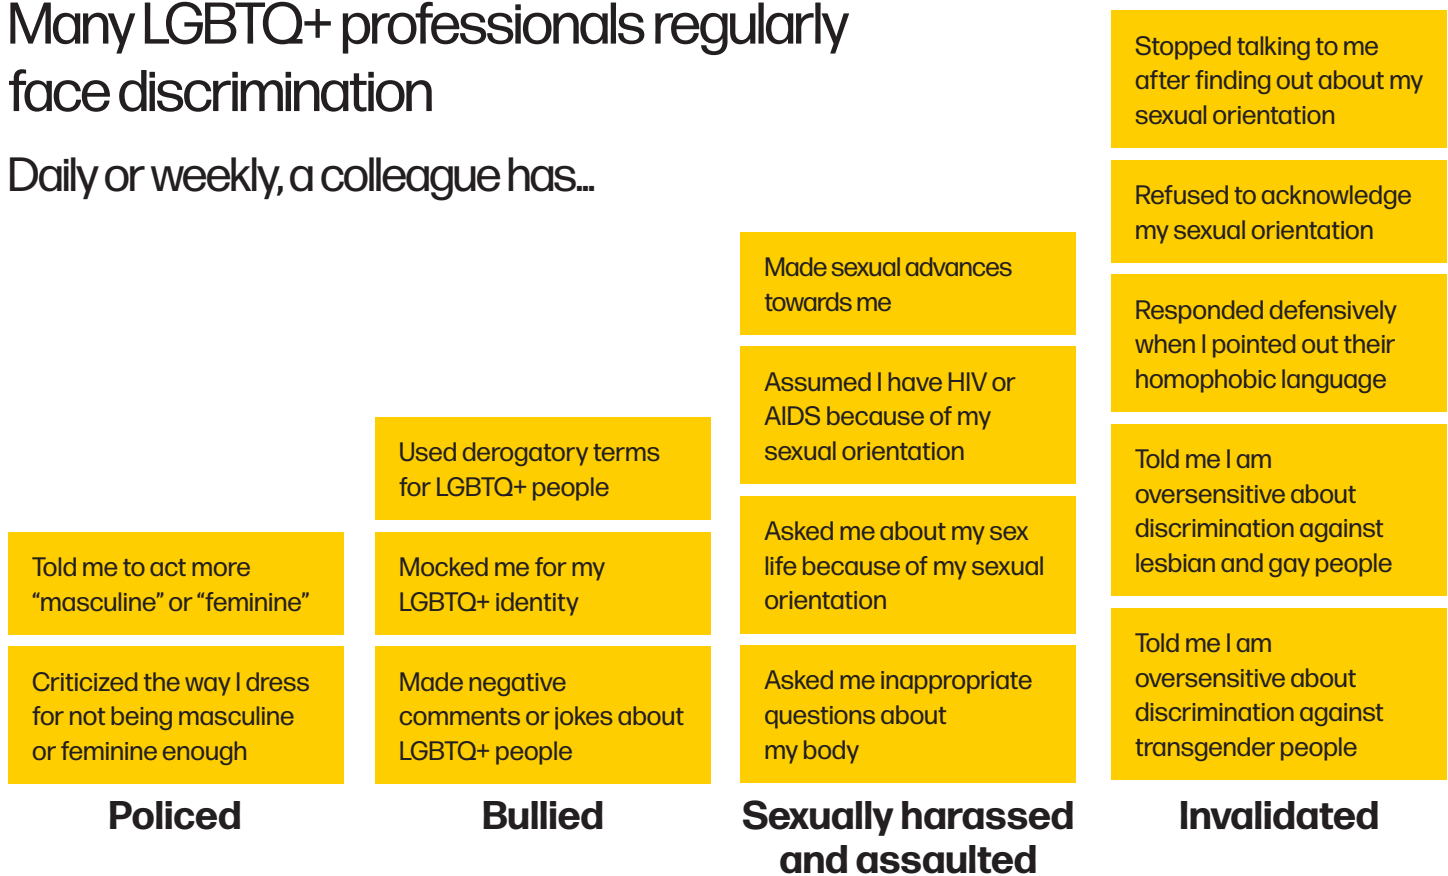 Many LGBTQ+ professionals regularly
face discrimination
Daily or weekly, a colleague has...
Told me to act more
“masculine” or “feminine”
Criticized the way I dress
for not being masculine
or feminine enough
Policed
Used derogatory terms
for LGBTQ+ people
Mocked me for my
LGBTQ+ identity
Made negative
comments or jokes about
LGBTQ+ people
Bullied
Made sexual advances
towards me
Assumed I have HIV or
AIDS because of my
sexual orientation
Asked me about my sex
life because of my sexual
orientation
Asked me inappropriate
questions about
my body
Sexually harassed
and assaulted
Stopped talking to me
after finding out about my
sexual orientation
Refused to acknowledge
my sexual orientation
Responded defensively
when I pointed out their
homophobic language
Told me I am
oversensitive about
discrimination against
lesbian and gay people
Told me I am
oversensitive about
discrimination against
transgender people
Invalidated